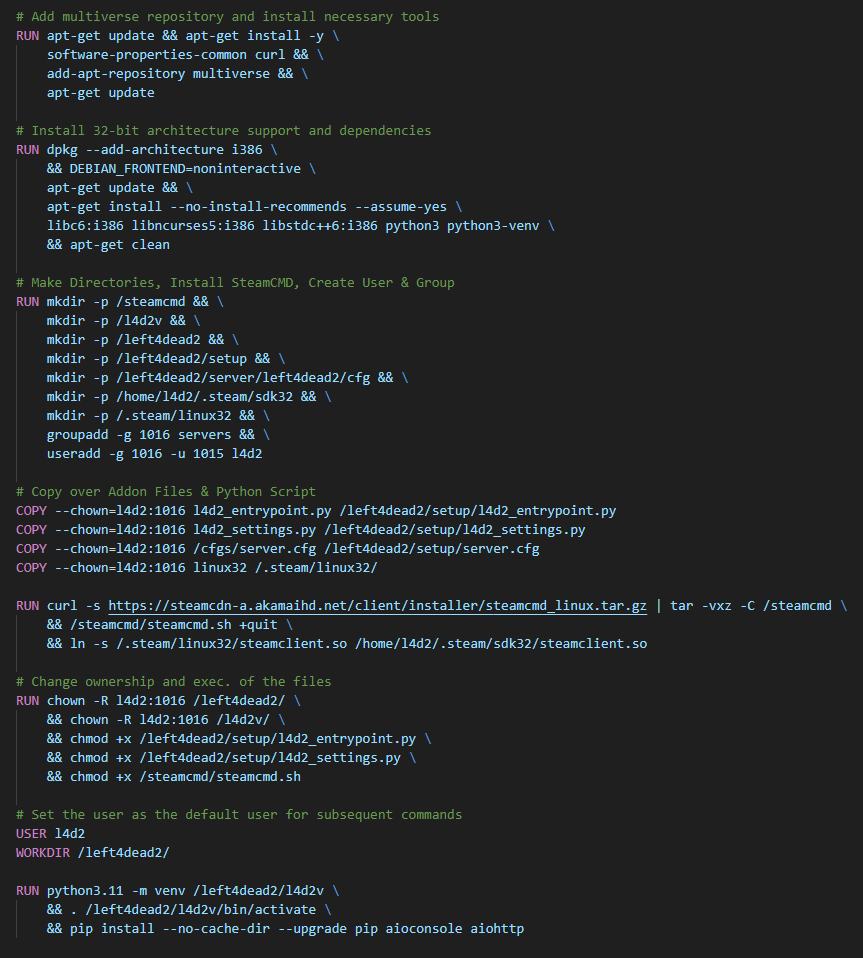 # Add multiverse repository and install necessary tools
RUN apt-get update && apt-get install -y \
    software-properties-common curl && \
    add-apt-repository multiverse && \
    apt-get update

# Install 32-bit architecture support and dependencies
RUN dpkg --add-architecture i386 \
    && DEBIAN_FRONTEND=noninteractive \
    apt-get update && \
    apt-get install --no-install-recommends --assume-yes \
    libc6:i386 libncurses5:i386 libstdc++6:i386 python3 python3-venv \
    && apt-get clean

# Make Directories, Install SteamCMD, Create User & Group
RUN mkdir -p /steamcmd && \
    mkdir -p /l4d2v && \
    mkdir -p /left4dead2 && \
    mkdir -p /left4dead2/setup && \
    mkdir -p /left4dead2/server/left4dead2/cfg && \
    mkdir -p /home/l4d2/.steam/sdk32 && \
    mkdir -p /.steam/linux32 && \
    groupadd -g 1016 servers && \
    useradd -g 1016 -u 1015 l4d2

# Copy over Addon Files & Python Script
COPY --chown=l4d2:1016 l4d2_entrypoint.py /left4dead2/setup/l4d2_entrypoint.py
COPY --chown=l4d2:1016 l4d2_settings.py /left4dead2/setup/l4d2_settings.py
COPY --chown=l4d2:1016 /cfgs/server.cfg /left4dead2/setup/server.cfg
COPY --chown=l4d2:1016 linux32 /.steam/linux32/

RUN curl -s https://steamcdn-a.akamaihd.net/client/installer/steamcmd_linux.tar.gz | tar -vxz -C /steamcmd \
    && /steamcmd/steamcmd.sh +quit \
    && ln -s /.steam/linux32/steamclient.so /home/l4d2/.steam/sdk32/steamclient.so

# Change ownership and exec. of the files
RUN chown -R l4d2:1016 /left4dead2/ \
    && chown -R l4d2:1016 /l4d2v/ \
    && chmod +x /left4dead2/setup/l4d2_entrypoint.py \
    && chmod +x /left4dead2/setup/l4d2_settings.py \
    && chmod +x /steamcmd/steamcmd.sh

# Set the user as the default user for subsequent commands
USER l4d2
WORKDIR /left4dead2/

RUN python3.11 -m venv /left4dead2/l4d2v \
    && . /left4dead2/l4d2v/bin/activate \
    && pip install --no-cache-dir --upgrade pip aioconsole aiohttp